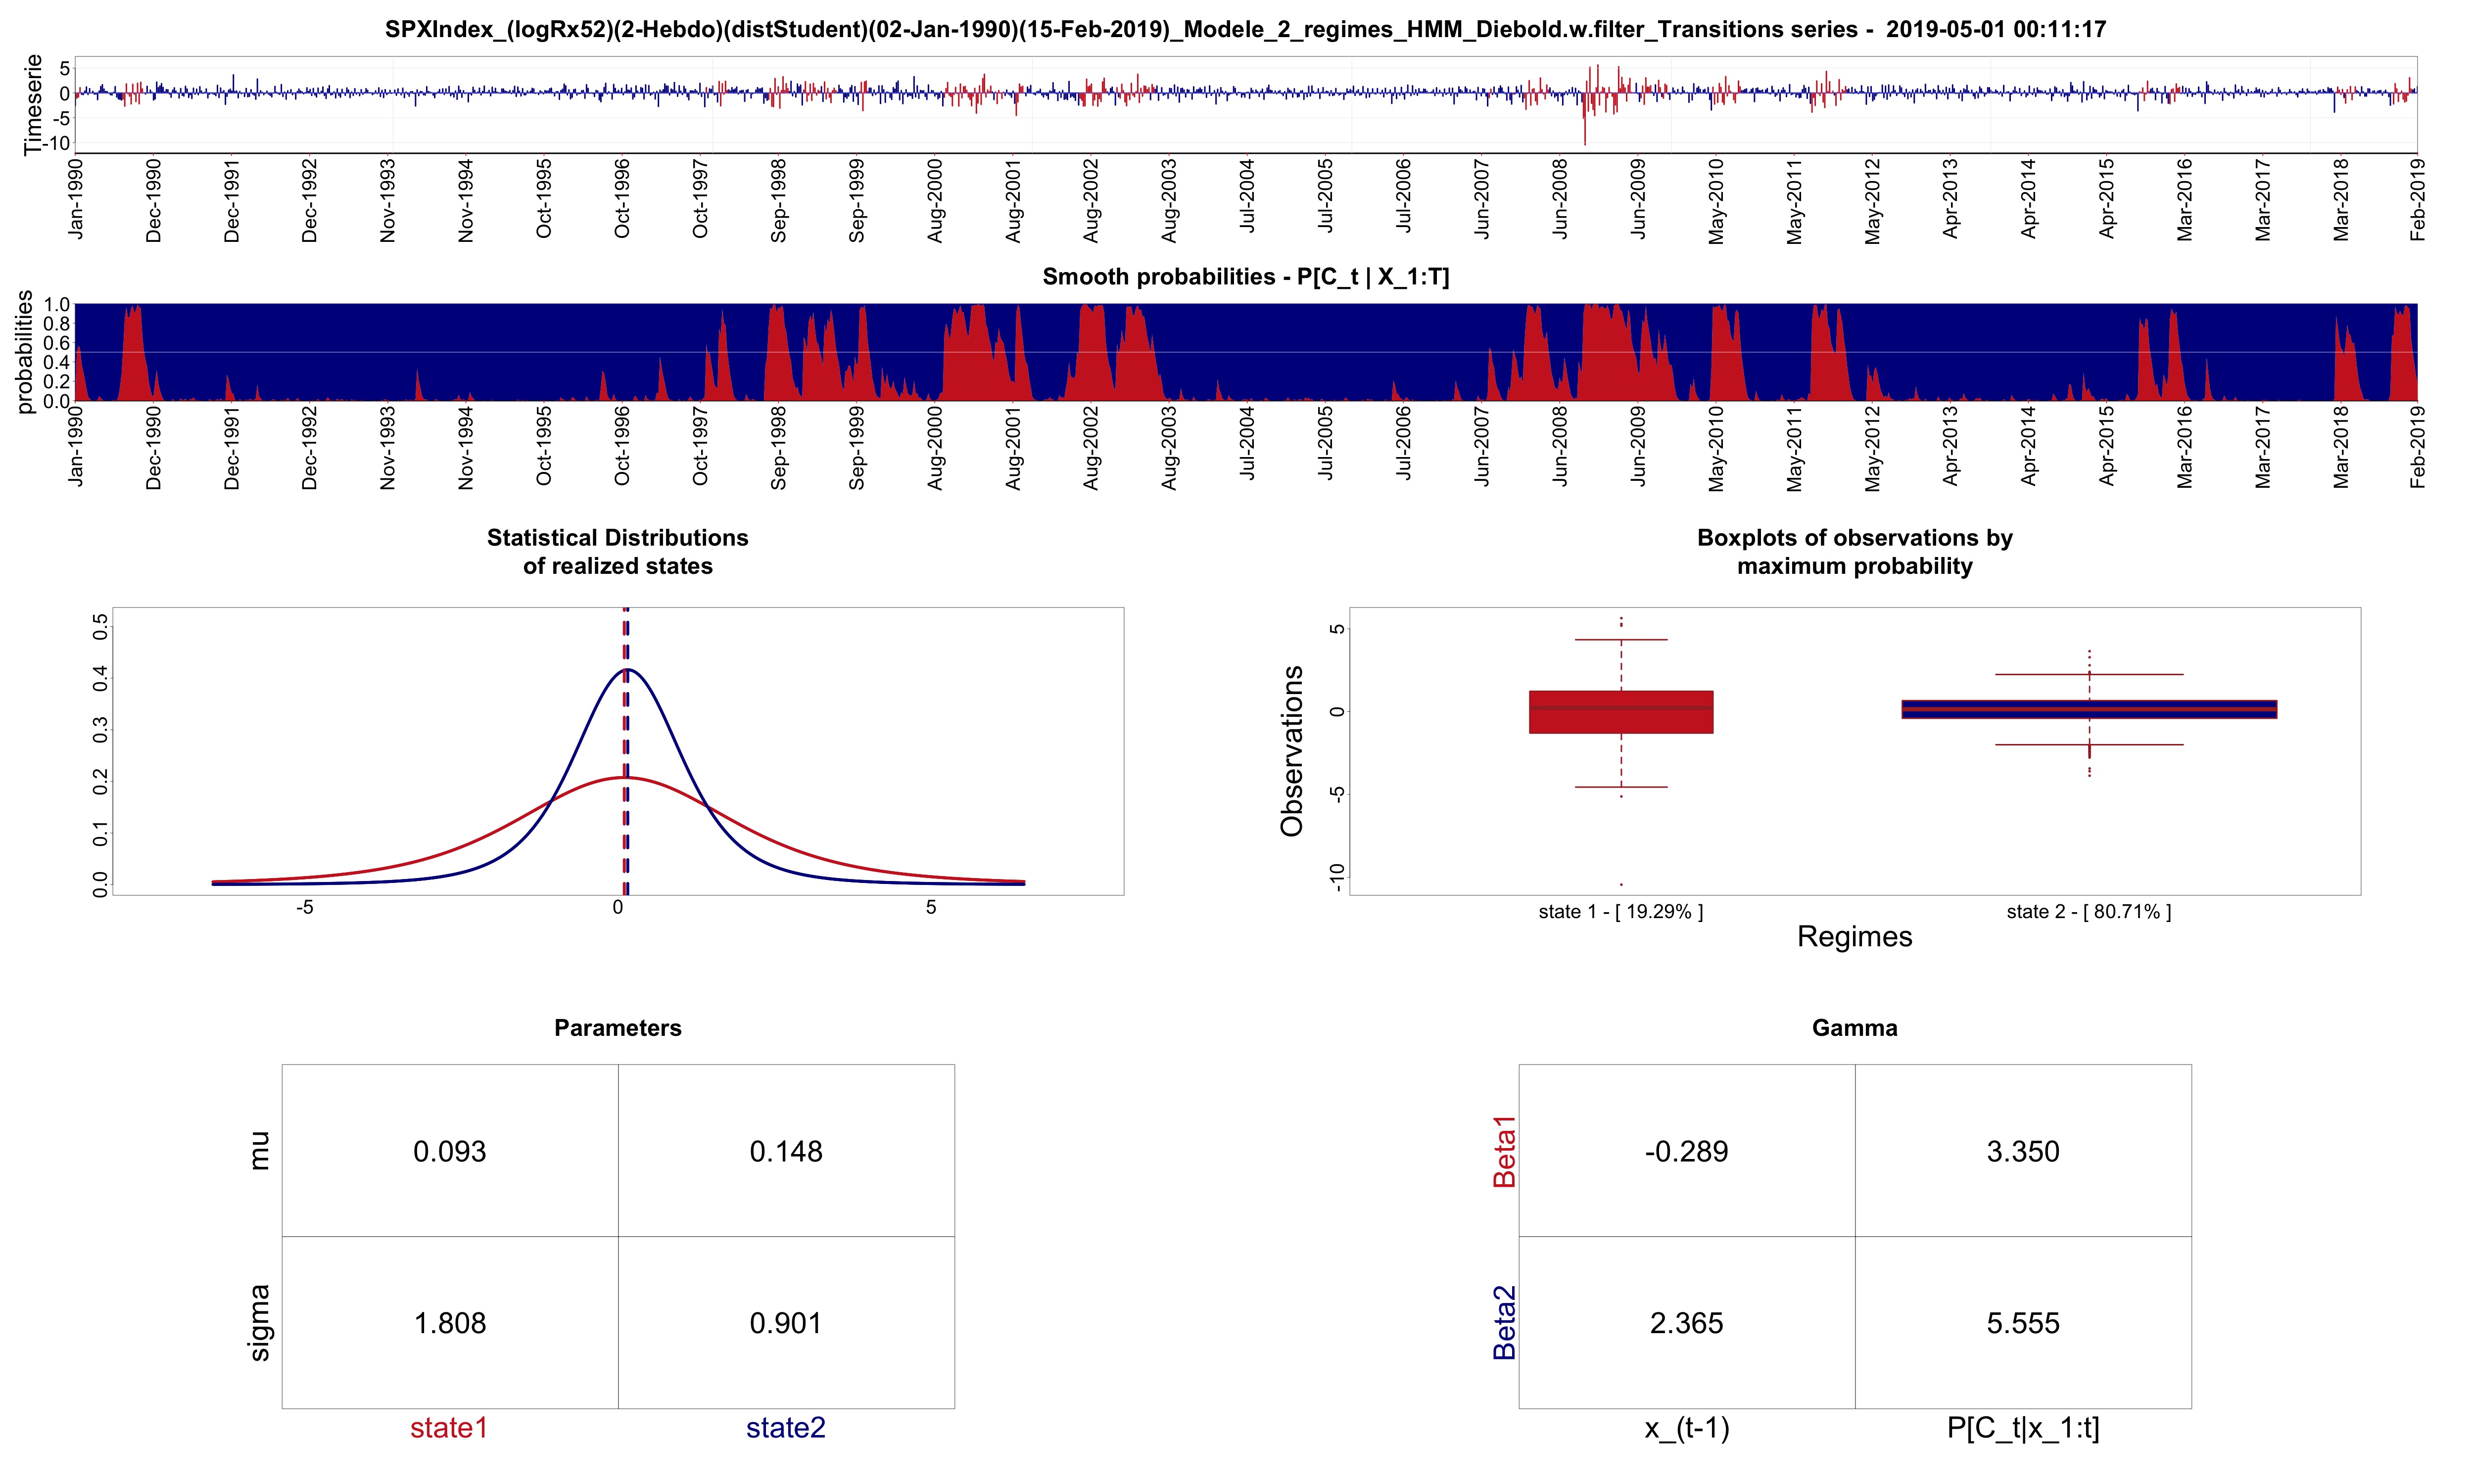 SPXIndex_(logRx52)(2-Hebdo)(distStudent)(02-Jan-1990)(15-Feb-2019)_Modele_2_regimes_HMM_Diebold.w.filter_Transitions series - 2019-05-01 00:11:17
Timeserie
5
0
-5
-10
Jan-1990
Dec-1990
Dec-1991
Dec-1992
Nov-1993
Nov-1994
Oct-1995
Oct-1996
Oct-1997
Sep-1998
Sep-1999
Aug-2000
Aug-2001
Aug-2002
Aug-2003
Jul-2004
Jul-2005
Jul-2006
Jun-2007
Jun-2008
Jun-2009
May-2010
May-2011
May-2012
Apr-2013
Apr-2014
Apr-2015
Mar-2016
Mar-2017
Mar-2018
Feb-2019
Smooth probabilities - P[C_t | X_1:T]
probabilities
1.0
0.8
0.6
0.4
0.2
0.0
Jan-1990
Dec-1990
Dec-1991
Dec-1992
Nov-1993
Nov-1994
Oct-1995
Oct-1996
Oct-1997
Sep-1998
Sep-1999
Aug-2000
Aug-2001
Aug-2002
Aug-2003
Jul-2004
Jul-2005
Jul-2006
Jun-2007
Jun-2008
Jun-2009
May-2010
May-2011
May-2012
Apr-2013
Apr-2014
Apr-2015
Mar-2016
Mar-2017
Mar-2018
Feb-2019
Statistical Distributions
of realized states
0.5
0.4
0.3
0.2
0.1
0.0
-5
0
5
Boxplots of observations by
maximum probability
Observations
5
0
-5
-10
state 1 - [ 19.29% ]
state 2 - [ 80.71% ]
Regimes
Parameters
mu
0.093
0.148
sigma
1.808
0.901
state1
state2
Gamma
Beta1
-0.289
3.350
Beta2
2.365
5.555
x_(t-1)
P[C_t|x_1:t]